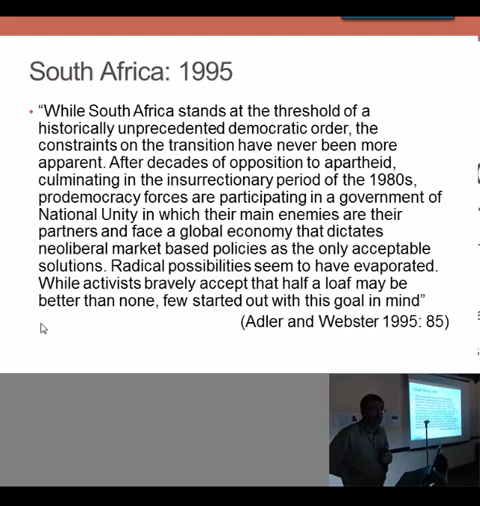 South Africa: 1995
• “While South Africa stands at the threshold of a
historically unprecedented democratic order, the
constraints on the transition have never been more
apparent. After decades of opposition to apartheid,
culminating in the insurrectionary period of the 1980s,
prodemocracy forces are participating in a government of
National Unity in which their main enemies are their
partners and face a global economy that dictates
neoliberal market based policies as the only acceptable
solutions. Radical possibilities seem to have evaporated.
While activists bravely accept that half a loaf may be
better than none, few started out with this goal in mind”
(Adler and Webster 1995: 85)